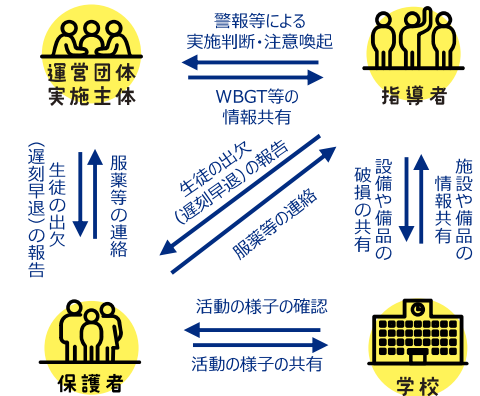 運営団体
実施主体
警報等による
実施判断・注意喚起
WBGT等の
情報共有
指導者
生徒の出欠
（遅刻早退）の報告
服薬等の連絡
生徒の出欠
（遅刻早退）の報告
服薬等の連絡
施設や備品の
情報共有
設備や備品の
破損の共有
保護者
活動の様子の確認
活動の様子の共有
学校